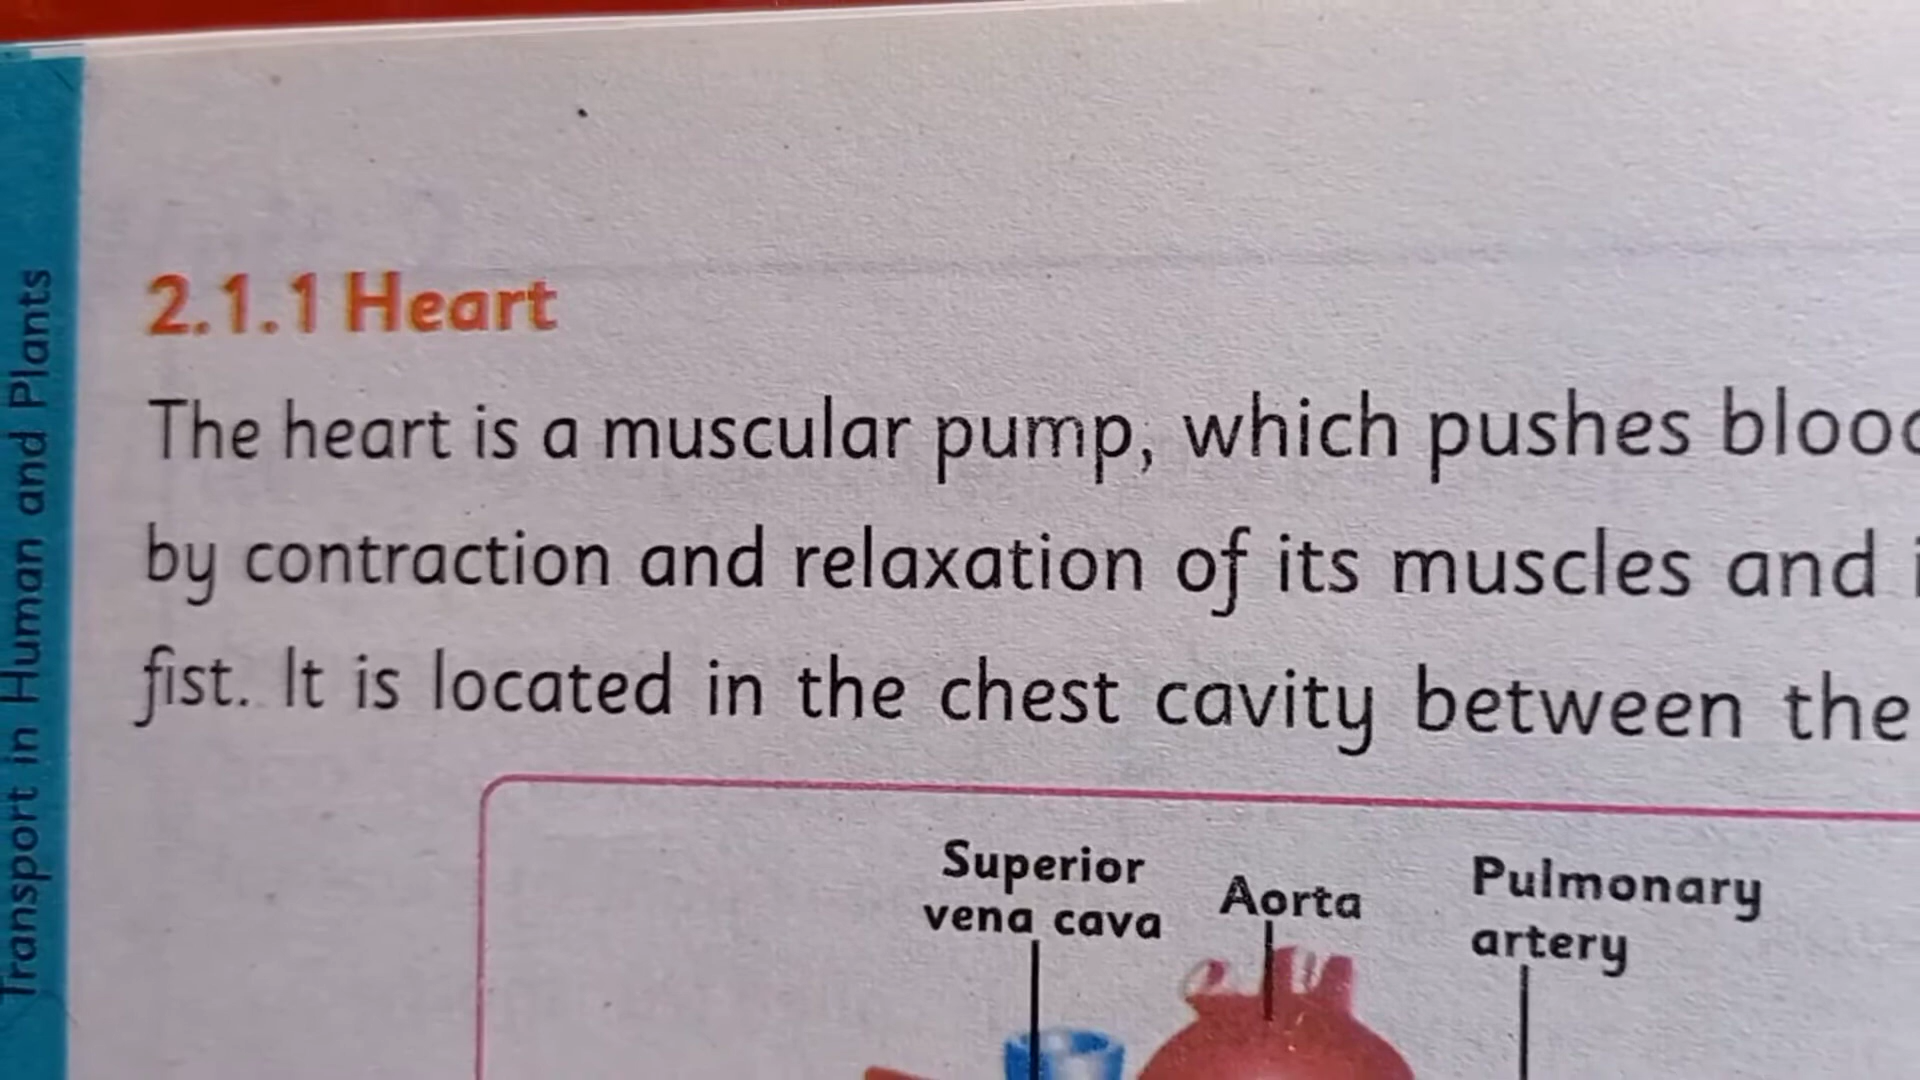 Transport in Human and Plants
2.1.1 Heart
The heart is a muscular pump, which pushes
by contraction and relaxation of its muscles and
fist. It is located in the chest cavity between the
Superior
vena cava
Aorta
Pulmonary
artery